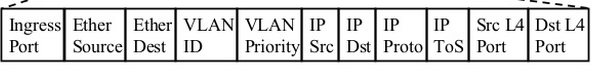 Ingress Ether Ether VLAN VLAN IP IP IP IP Src L4 Dst L4
Port Source Dest ID Priority Src Dst Proto ToS Port Port